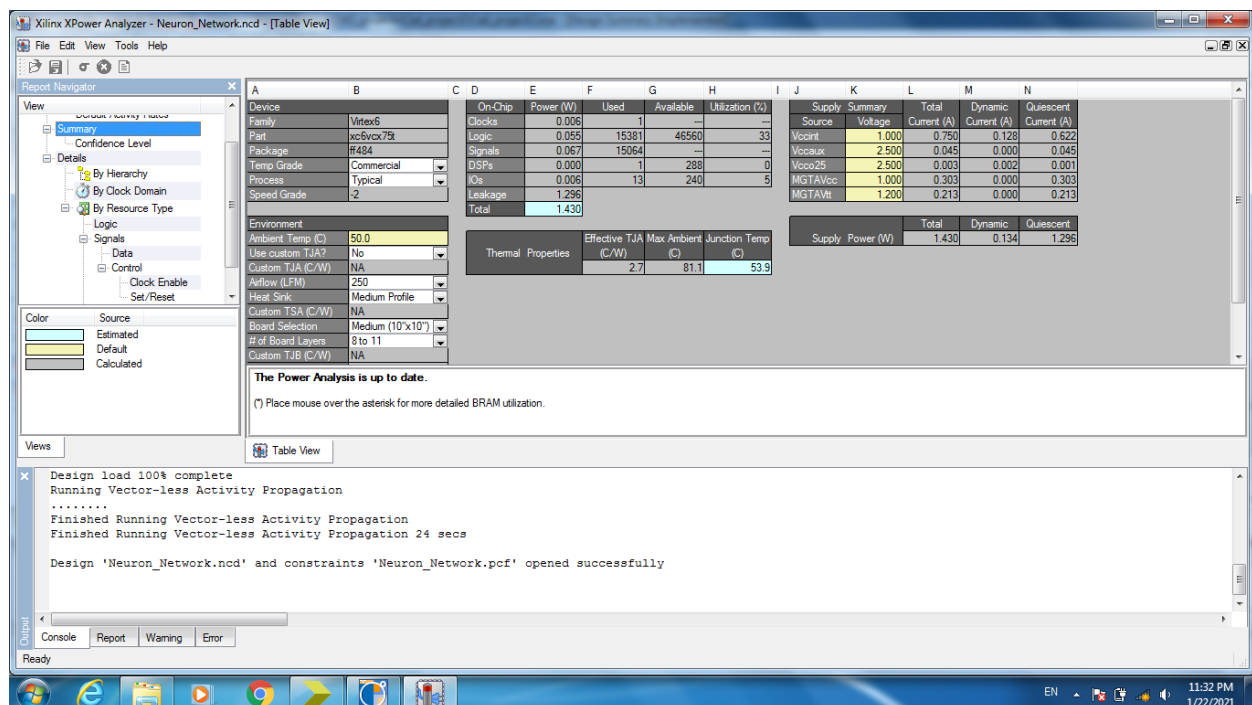 Xilinx XPower Analyzer - Neuron_Network.ncd - [Table View]
File Edit View Tools Help
Report Navigator
View
Default Activity Rates
Summary
Confidence Level
Details
By Hierarchy
By Clock Domain
By Resource Type
Logic
Signals
Data
Control
Clock Enable
Set/Reset
Color Source
Estimated
Default
Calculated
Views
A B C D E F G H I J K L M N
Device
Family Virtex6
Part xc6vcx75t
Package ff484
Temp Grade Commercial
Process Typical
Speed Grade -2
Environment
Ambient Temp (C) 50.0
Use custom TJA? No
Custom TJA (C/W) NA
Airflow (LFM) 250
Heat Sink Medium Profile
Custom TSA (C/W) NA
Board Selection Medium (10"x10")
# of Board Layers 8 to 11
Custom TJB (C/W) NA
On-Chip Power (W) Used Available Utilization (%)
Clocks 0.006 1 --- ---
Logic 0.055 15381 46560 33
Signals 0.067 15064 --- ---
DSPs 0.000 1 288 0
IOs 0.006 13 240 5
Leakage 1.296
Total 1.430
Effective TJA Max Ambient Junction Temp
Thermal Properties (C/W) (C) (C)
2.7 81.1 53.9
Supply Summary Total Dynamic Quiescent
Source Voltage Current (A) Current (A) Current (A)
Vccint 1.000 0.750 0.128 0.622
Vccaux 2.500 0.045 0.000 0.045
Vcco25 2.500 0.003 0.002 0.001
MGTAVcc 1.000 0.303 0.000 0.303
MGTAVtt 1.200 0.213 0.000 0.213
Total Dynamic Quiescent
Supply Power (W) 1.430 0.134 1.296
The Power Analysis is up to date.
(*) Place mouse over the asterisk for more detailed BRAM utilization.
Table View
Design load 100% complete
Running Vector-less Activity Propagation
........
Finished Running Vector-less Activity Propagation
Finished Running Vector-less Activity Propagation 24 secs
Design 'Neuron_Network.ncd' and constraints 'Neuron_Network.pcf' opened successfully
Output
Console Report Warning Error
Ready
EN
11:32 PM
1/22/2021